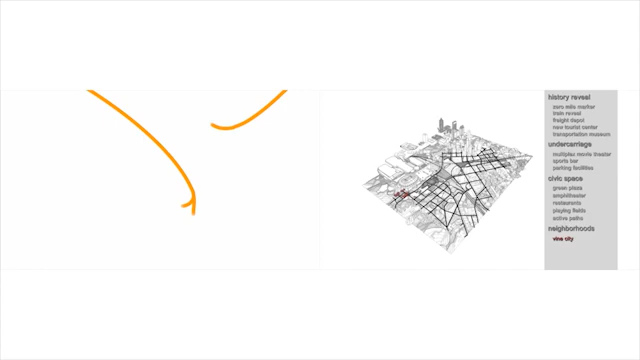 history reveal
zero mile marker
train reveal
freight depot
new tourist center
transportation museum
undercarriage
multiplex movie theater
sports bar
parking facilities
civic space
green plaza
amphitheater
restaurants
playing fields
active paths
neighborhoods
vine city